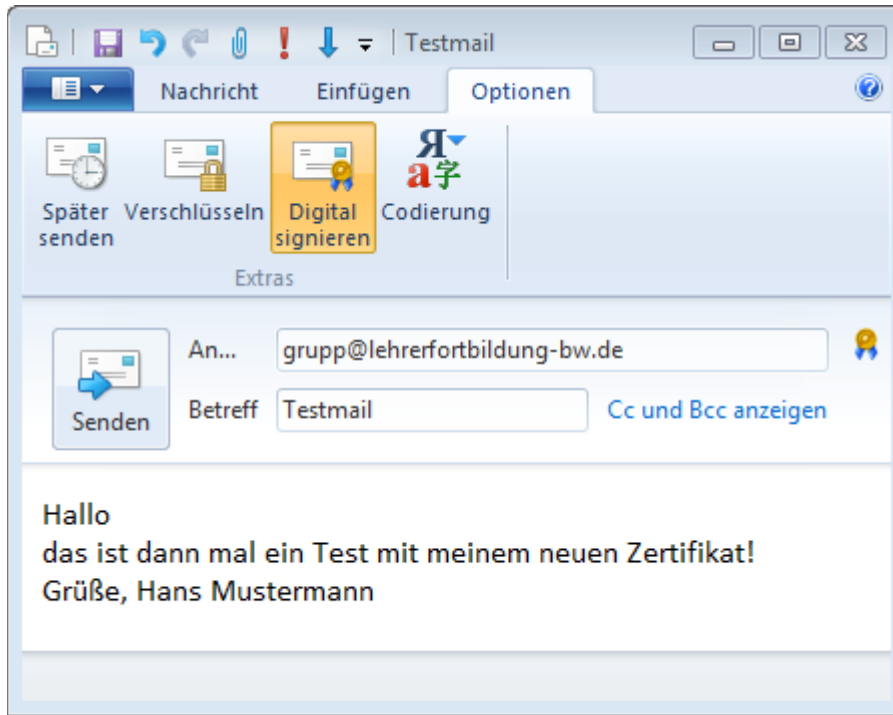 Testmail
Nachricht Einfügen Optionen
Später senden
Verschlüsseln
Digital signieren
Codierung
Extras
Senden
An... grupp@lehrerfortbildung-bw.de
Betreff Testmail Cc und Bcc anzeigen
Hallo
das ist dann mal ein Test mit meinem neuen Zertifikat!
Grüße, Hans Mustermann